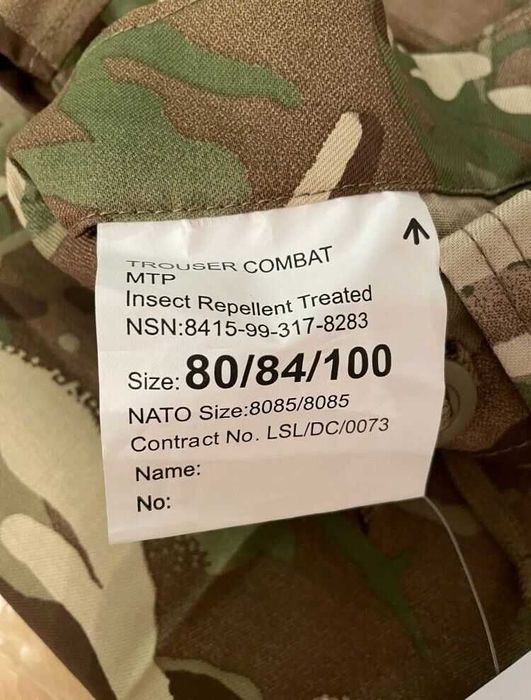 TROUSER COMBAT
MTP
Insect Repellent Treated
NSN:8415-99-317-8283
Size: 80/84/100
NATO Size:8085/8085
Contract No. LSL/DC/0073
Name:
No: